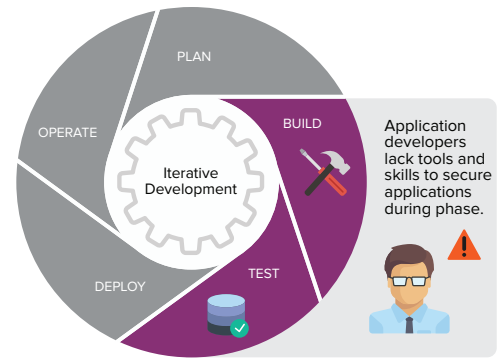 PLAN
BUILD
OPERATE
Iterative
Development
Application
developers
lack tools and
skills to secure
applications
during phase.
TEST
DEPLOY